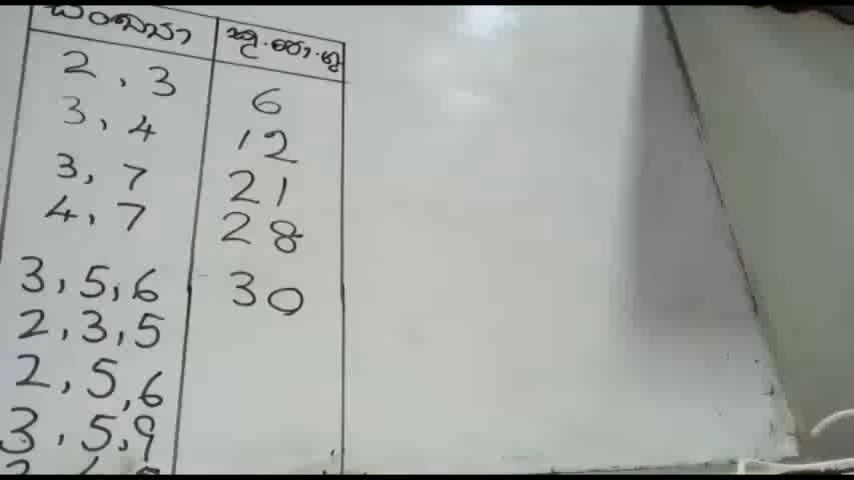 සංඛ්‍යා ක.පො.ගු
2, 3 6
3, 4 12
3, 7 21
4, 7 28
3, 5, 6 30
2, 3, 5
2, 5, 6
3, 5, 9